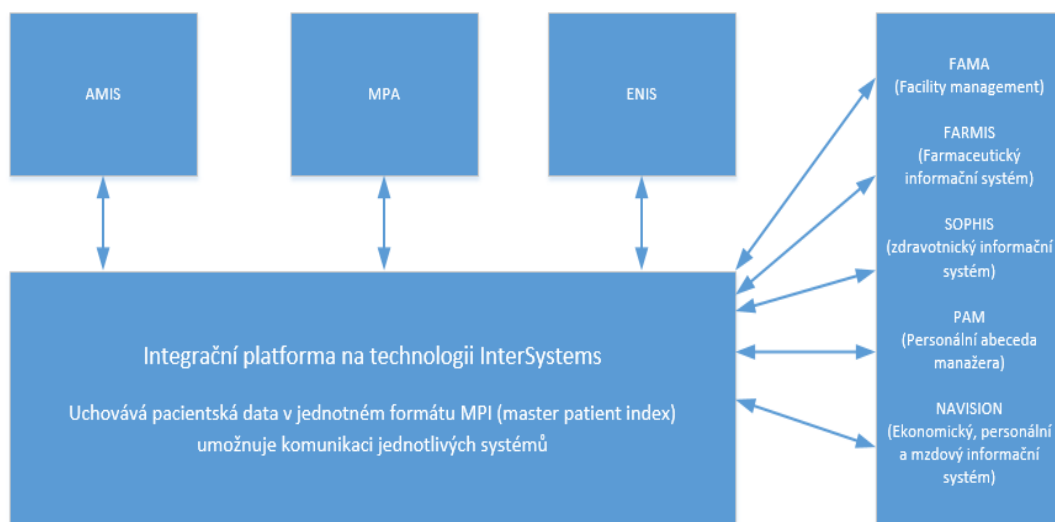 AMIS
MPA
ENIS
FAMA
(Facility management)
FARMIS
(Farmaceutický
informační systém)
SOPHIS
(zdravotnický informační
systém)
PAM
(Personální abeceda
manažera)
NAVISION
(Ekonomický, personální
a mzdový informační
systém)
Integrační platforma na technologii InterSystems
Uchovává pacientská data v jednotném formátu MPI (master patient index)
umožnuje komunikaci jednotlivých systémů